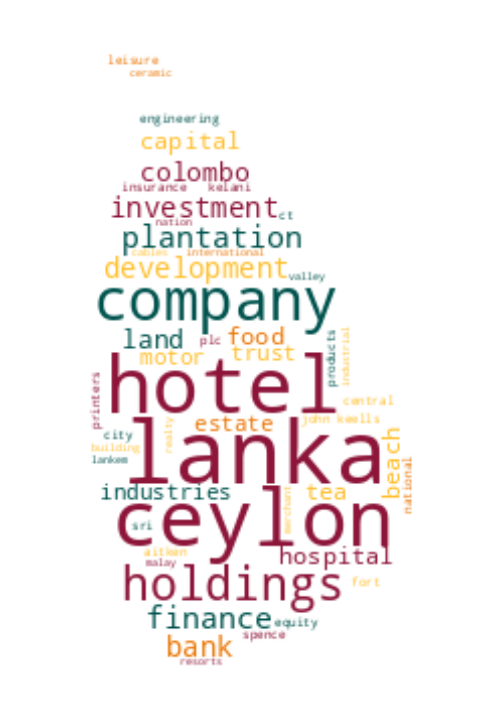 leisure
ceramic
engineering
capital
colombo
insurance kelani
investment ct
nation
plantation
cables international
development valley
company
land plc food
motor trust
products
industrial
hotel
printers
central
lanka
estate john keells
realty
city
building
lankem
beach
national
industries tea
merchant
ceylon
sri
aitken hospital
malay
holdings fort
finance equity
spence
bank
resorts